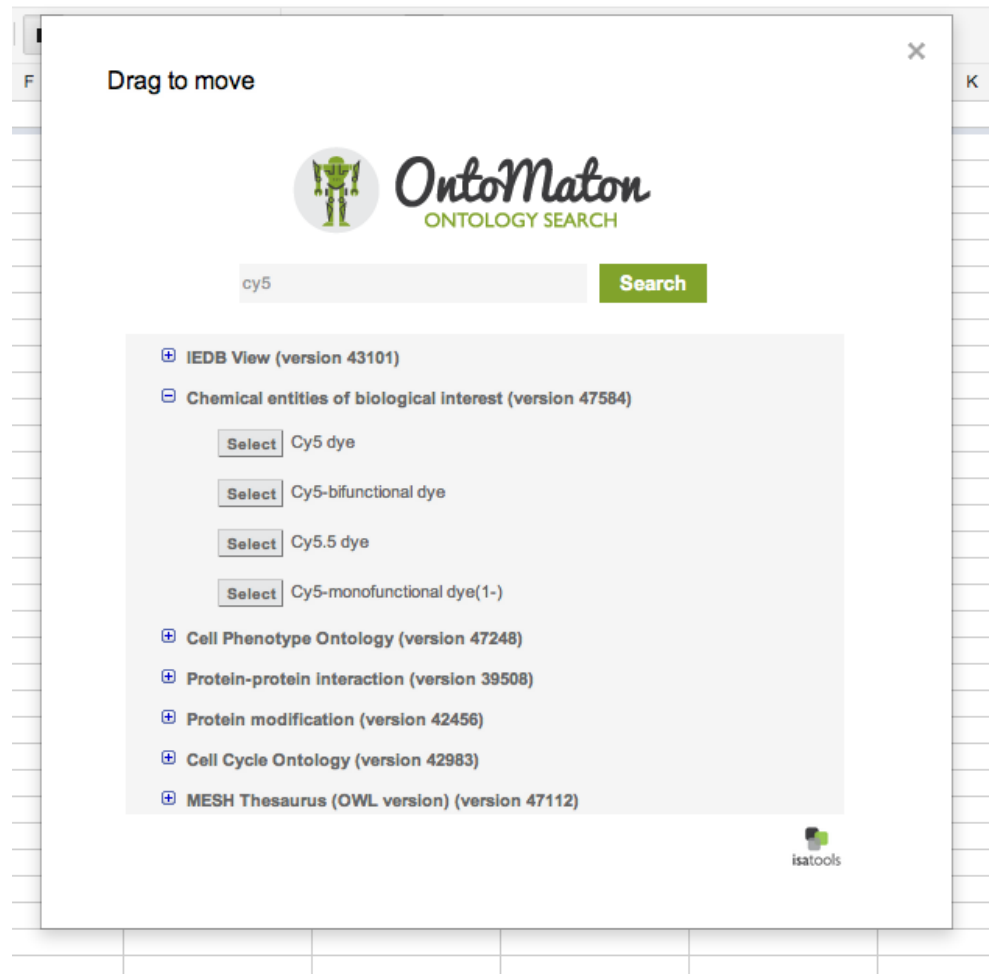 F
K
×
Drag to move
OntoMaton
ONTOLOGY SEARCH
cy5
Search
IEDB View (version 43101)
Chemical entities of biological interest (version 47584)
Select Cy5 dye
Select Cy5-bifunctional dye
Select Cy5.5 dye
Select Cy5-monofunctional dye(1-)
Cell Phenotype Ontology (version 47248)
Protein-protein interaction (version 39508)
Protein modification (version 42456)
Cell Cycle Ontology (version 42983)
MESH Thesaurus (OWL version) (version 47112)
isatools